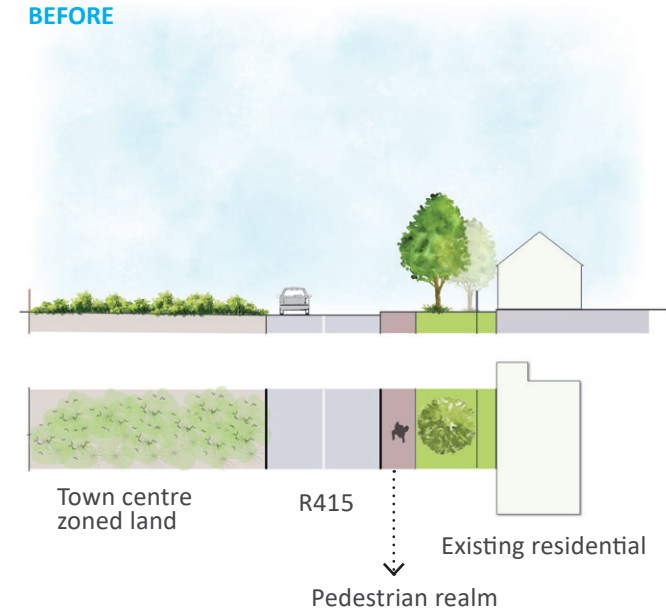 BEFORE
Town centre
zoned land
R415
Existing residential
Pedestrian realm